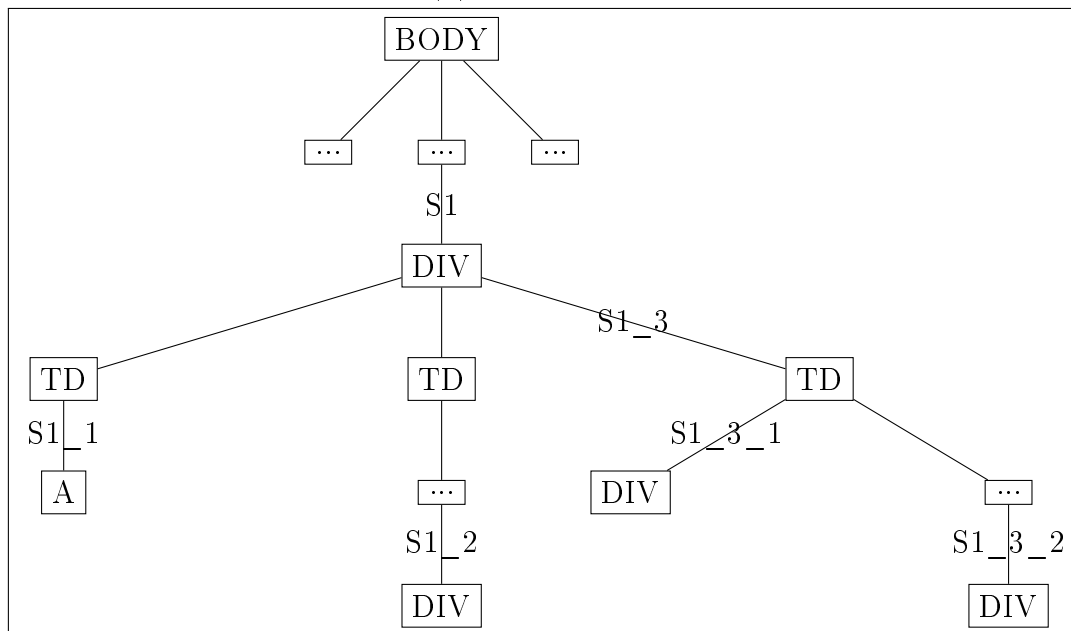 BODY
... ... ...
S1
DIV
S1_3
TD TD TD
S1_1 S1_3_1
A ... DIV ...
S1_2 S1_3_2
DIV DIV